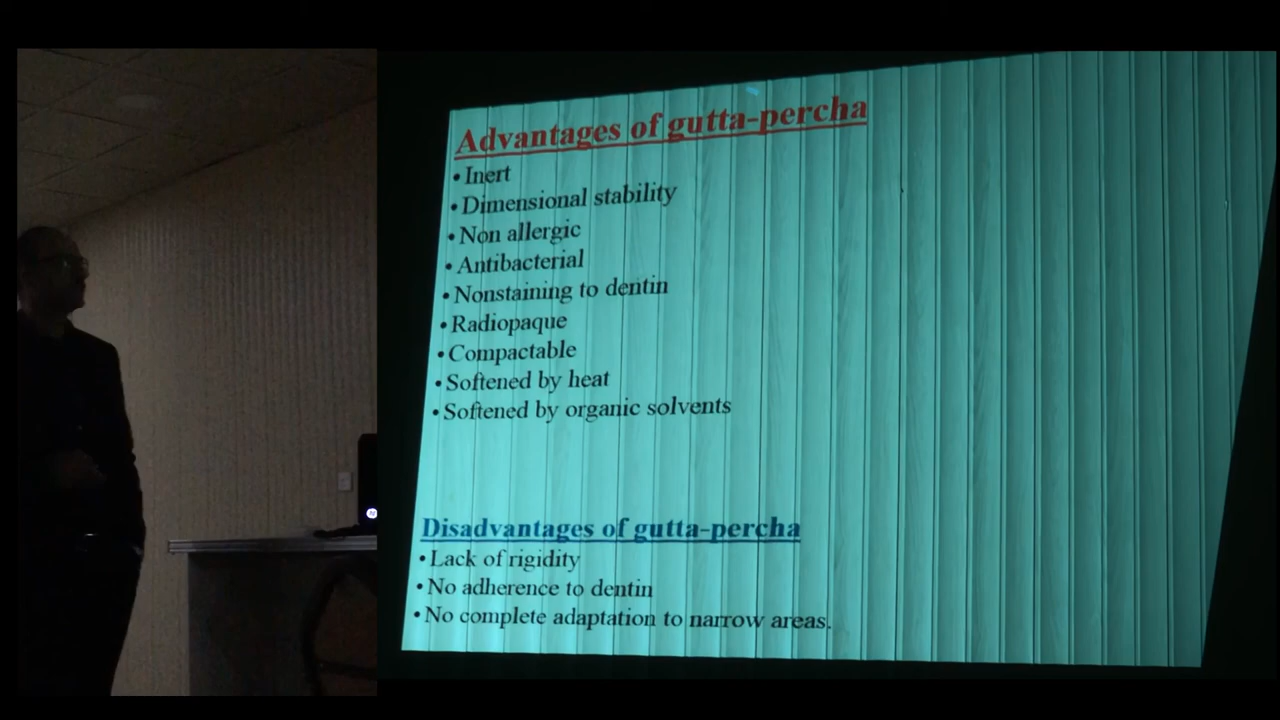 Advantages of gutta-percha
• Inert
• Dimensional stability
• Non allergic
• Antibacterial
• Nonstaining to dentin
• Radiopaque
• Compactable
• Softened by heat
• Softened by organic solvents
Disadvantages of gutta-percha
• Lack of rigidity
• No adherence to dentin
• No complete adaptation to narrow areas.